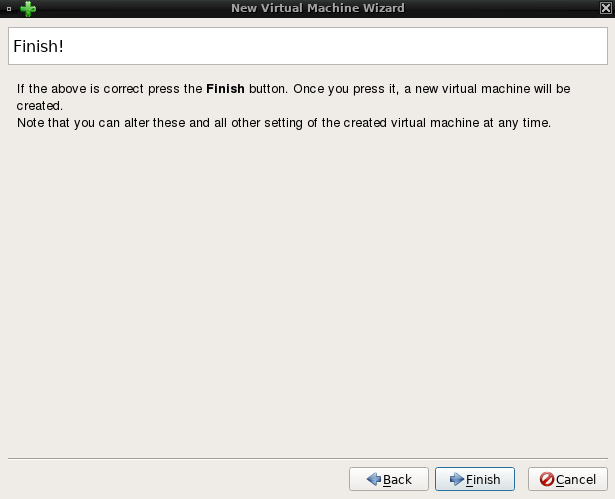 New Virtual Machine Wizard
Finish!
If the above is correct press the Finish button. Once you press it, a new virtual machine will be
created.
Note that you can alter these and all other setting of the created virtual machine at any time.
Back
Finish
Cancel